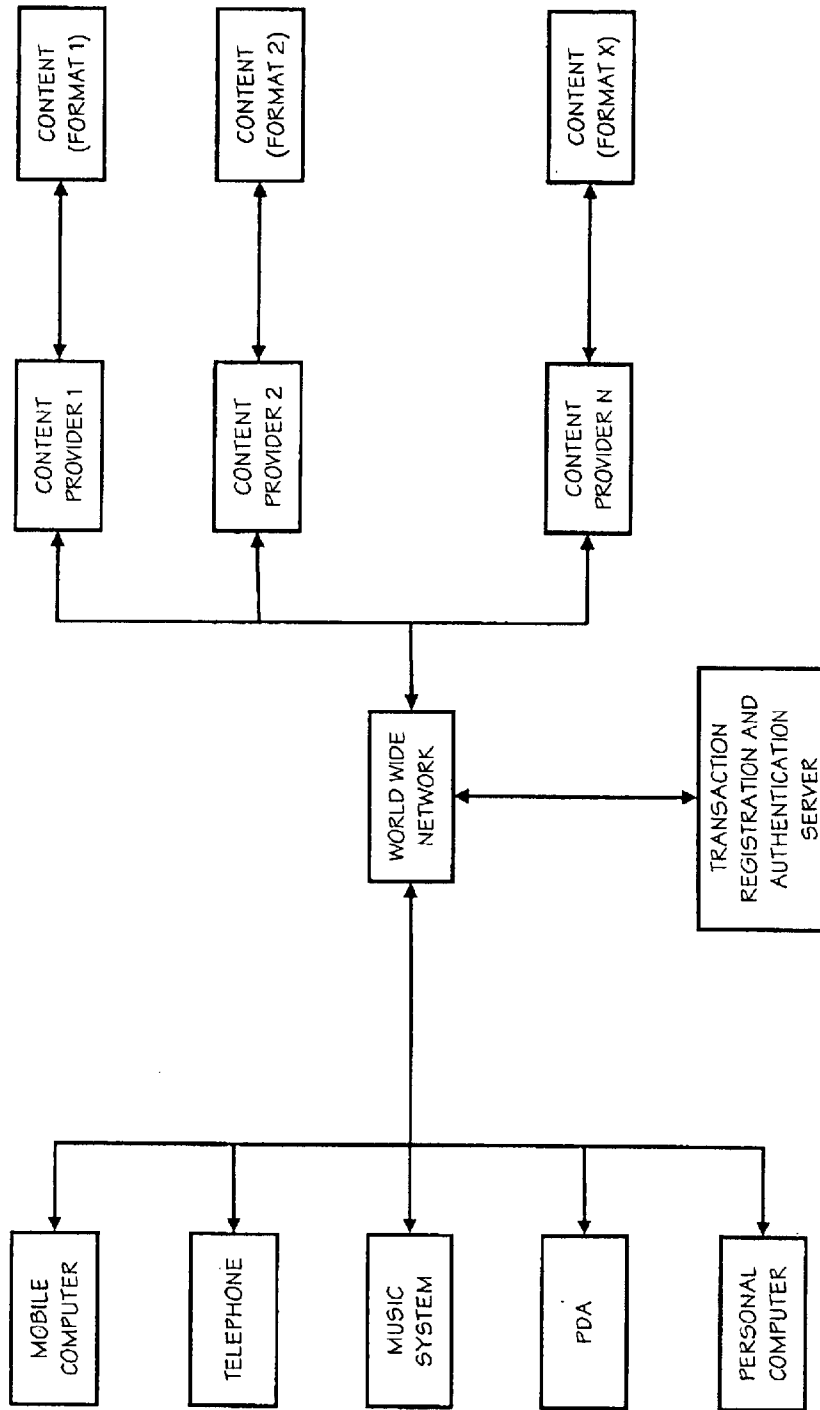 MOBILE
COMPUTER
TELEPHONE
MUSIC
SYSTEM
PDA
PERSONAL
COMPUTER
WORLD WIDE
NETWORK
TRANSACTION
REGISTRATION AND
AUTHENTICATION
SERVER
CONTENT
PROVIDER 1
CONTENT
PROVIDER 2
CONTENT
PROVIDER N
CONTENT
(FORMAT 1)
CONTENT
(FORMAT 2)
CONTENT
(FORMAT X)